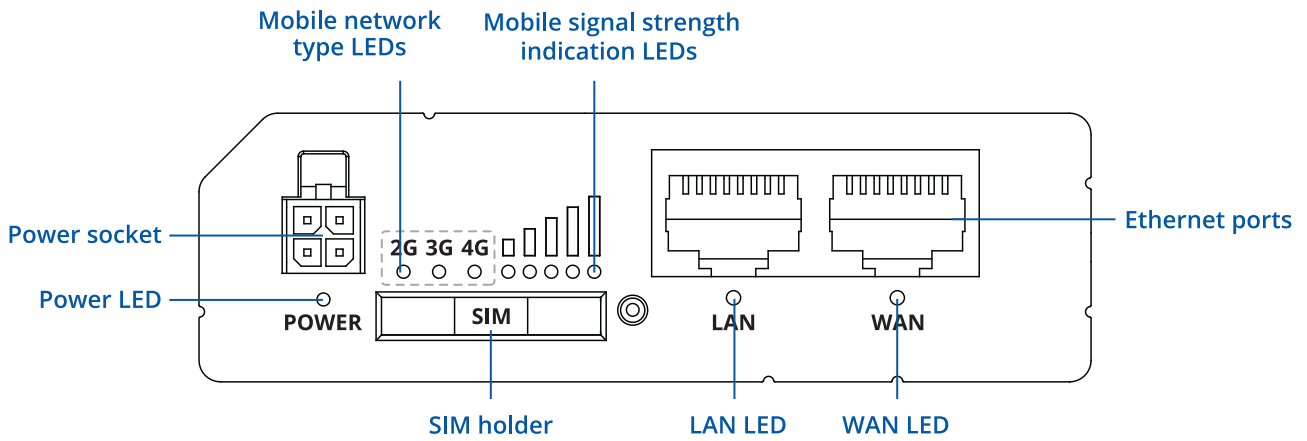 Mobile network
type LEDs
Mobile signal strength
indication LEDs
Power socket
2G 3G 4G
Ethernet ports
Power LED
POWER
SIM
LAN
WAN
SIM holder
LAN LED
WAN LED